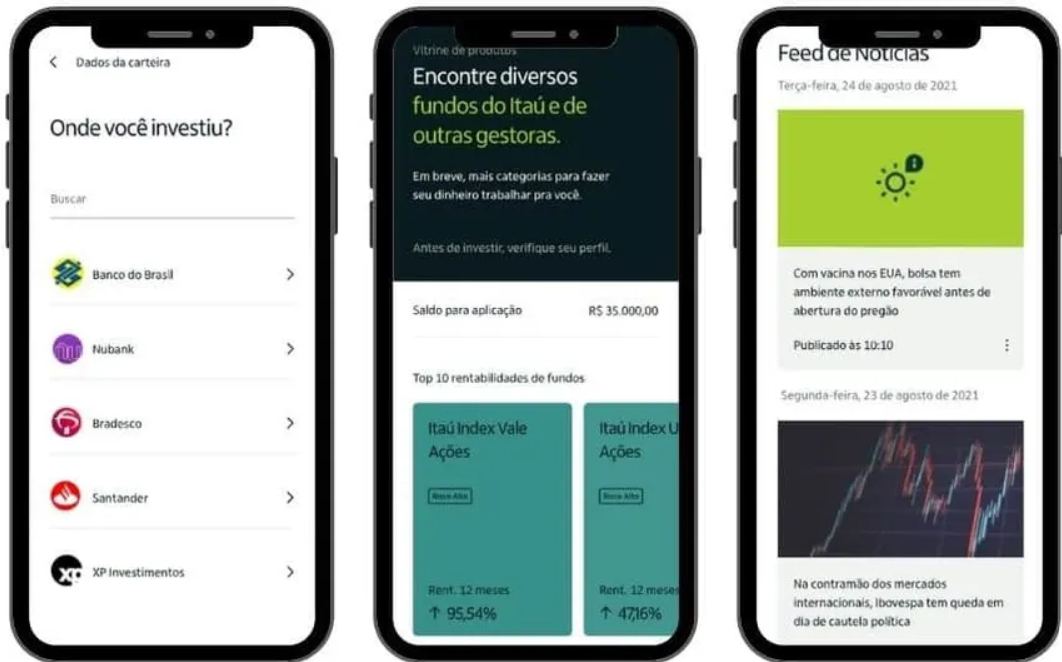 Dados da carteira
Onde você investiu?
Buscar
Banco do Brasil
Nubank
Bradesco
Santander
xp
XP Investimentos
Vitrine de produtos
Encontre diversos
fundos do Itaú e de
outras gestoras.
Em breve, mais categorias para fazer
seu dinheiro trabalhar pra você.
Antes de investir, verifique seu perfil.
Saldo para aplicação R$ 35.000,00
Top 10 rentabilidades de fundos
Itaú Index Vale
Ações
Risco Alto
Rent. 12 meses
↑ 95,54%
Itaú Index U
Ações
Risco Alto
Rent. 12 meses
↑ 47,16%
Feed de Notícias
Terça-feira, 24 de agosto de 2021
Com vacina nos EUA, bolsa tem
ambiente externo favorável antes de
abertura do pregão
Publicado às 10:10
Segunda-feira, 23 de agosto de 2021
Na contramão dos mercados
internacionais, Ibovespa tem queda em
dia de cautela política